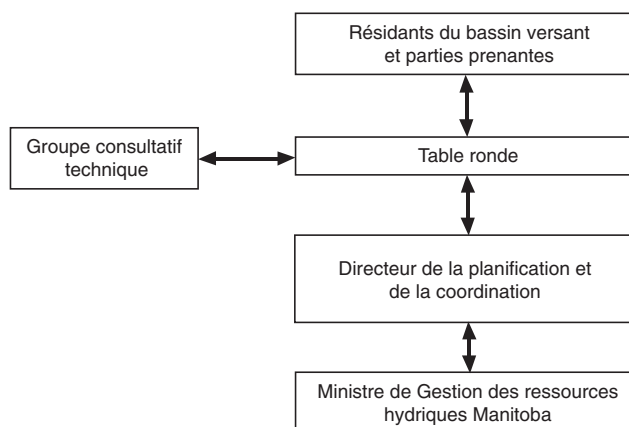 Résidants du bassin versant
et parties prenantes
Groupe consultatif
technique
Table ronde
Directeur de la planification et
de la coordination
Ministre de Gestion des ressources
hydriques Manitoba